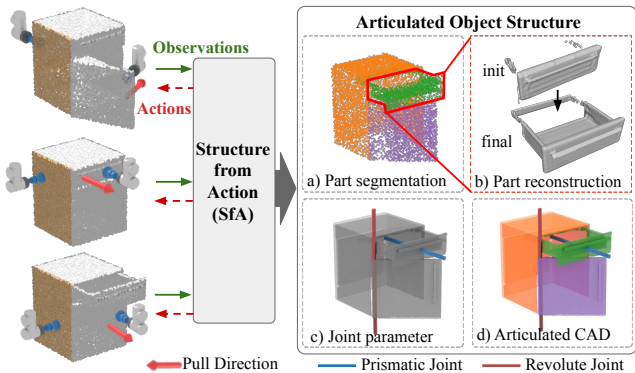 Articulated Object Structure
Observations
Actions
Structure
from
Action
(SfA)
init
final
a) Part segmentation
b) Part reconstruction
c) Joint parameter
d) Articulated CAD
Pull Direction
Prismatic Joint
Revolute Joint